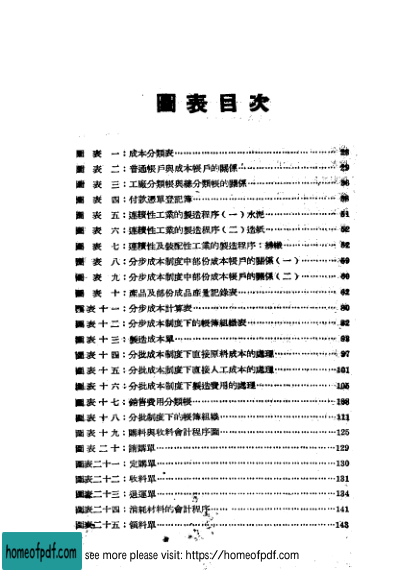 圖表目次
圖表一：成本分類表
圖表二：普通帳戶與成本帳戶的關係
圖表三：工廠分類帳與總分類帳的關係
圖表四：付款憑單登記簿
圖表五：連續性工業的製造程序（一）水泥 51
圖表六：連續性工業的製造程序（二）造紙 52
圖表七：連續性及裝配性工業的製造程序： 52
圖表八：分步成本制度中部份成本帳戶的關係（一） 59
圖表九：分步成本制度中部份成本帳戶的關係（二） 60
圖表十：產品及部份成品產量記錄表 62
圖表十一：分步成本計算表 80
圖表十二：分步成本制度下的帳簿組織表 82
圖表十三：製造成本單 93
圖表十四：分批成本制度下直接原料成本的處理 97
圖表十五：分批成本制度下直接人工成本的處理 101
圖表十六：分批成本制度下製造費用的處理 105
圖表十七：銷售費用分類帳 108
圖表十八：分批制度下的帳簿組織 111
圖表十九：購料與收料會計程序圖 125
圖表二十：請購單 129
圖表二十一：定購單 130
圖表二十二：收料單 131
圖表二十三：退運單 134
圖表二十四：消耗材料的會計程序 141
圖表二十五：領料單 143
homeofpdf.com
see more please visit: https://homeofpdf.com